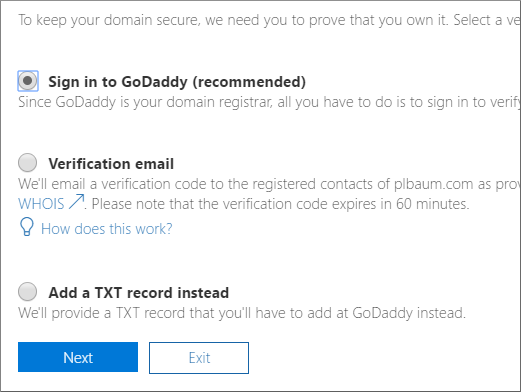 To keep your domain secure, we need you to prove that you own it. Select a ve
Sign in to GoDaddy (recommended)
Since GoDaddy is your domain registrar, all you have to do is to sign in to verify
Verification email
We'll email a verification code to the registered contacts of plbaum.com as prov
WHOIS. Please note that the verification code expires in 60 minutes.
How does this work?
Add a TXT record instead
We'll provide a TXT record that you'll have to add at GoDaddy instead.
Next
Exit